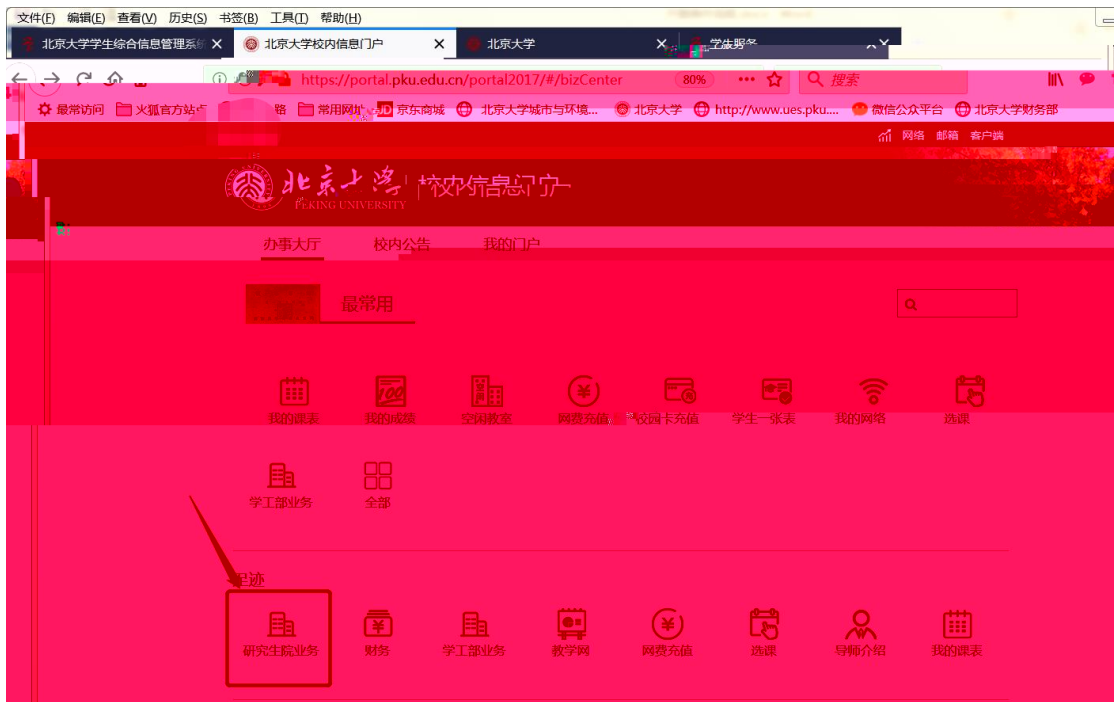 文件(F) 编辑(E) 查看(V) 历史(S) 书签(B) 工具(T) 帮助(H)
北京大学学生综合信息管理系统 北京大学校内信息门户 北京大学
https://portal.pku.edu.cn/portal2017/#/bizCenter 80% 搜索
最常访问 火狐官方站点 路 常用网址 JD 京东商城 北京大学城市与环境... 北京大学 http://www.ues.pku.... 微信公众平台 北京大学财务部
网络 邮箱 客户端
北京大学 校内信息门户
PEKING UNIVERSITY
办事大厅 校内公告 我的门户
最常用
我的课表 我的成绩 空闲教室 网费充值 校园卡充值 学生一张表 我的网络 选课
学工部业务 全部
足迹
研究生院业务 财务 学工部业务 教学网 网费充值 选课 导师介绍 我的课表